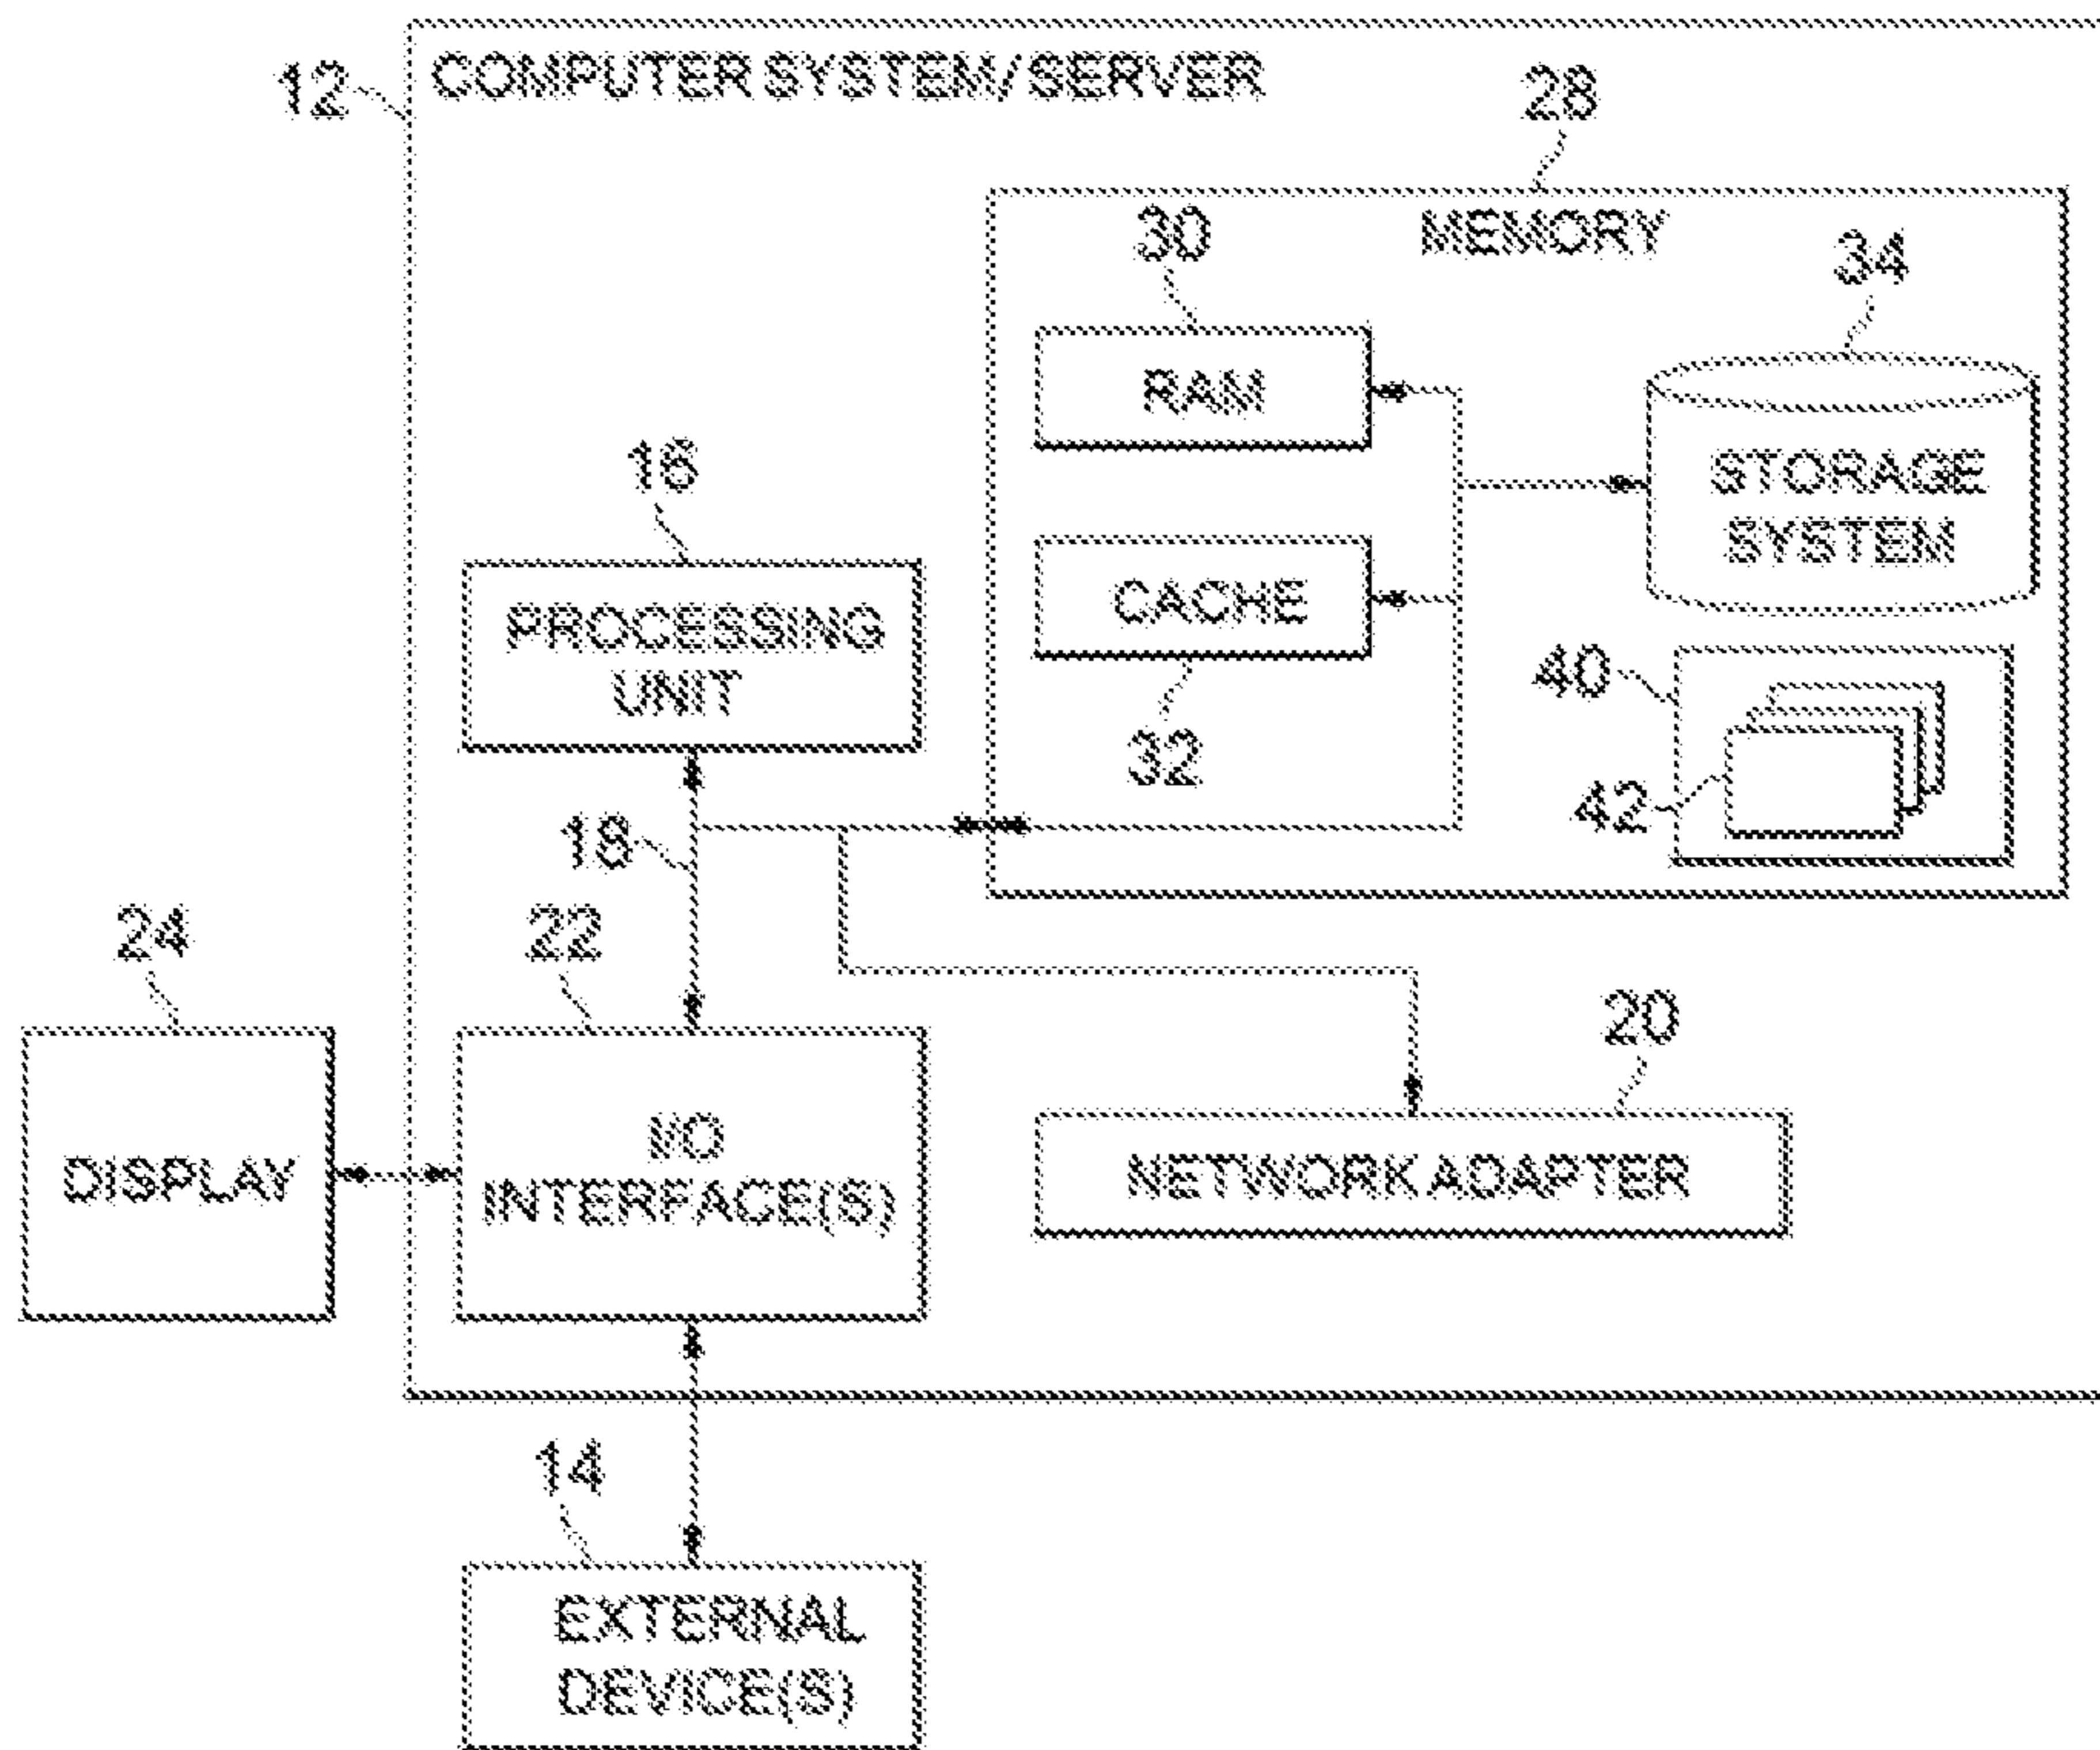 12
COMPUTER SYSTEM/ SERVER
28
MEMORY
30
34
RAM
STORAGE
SYSTEM
16
CACHE
PROCESSING
UNIT
32
40
42
18
24
22
20
DISPLAY
I/O
INTERFACE(S)
NETWORK ADAPTER
14
EXTERNAL
DEVICE(S)